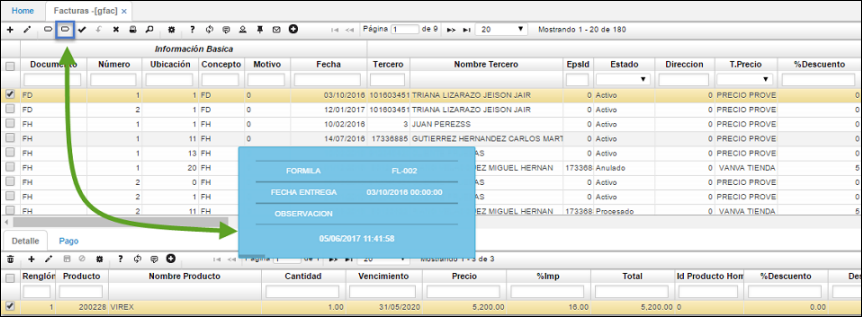 Home Facturas -[gfac] ×
Página 1 de 9 20 Mostrando 1 - 20 de 180
Información Basica
Documento Número Ubicación Concepto Motivo Fecha Tercero Nombre Tercero EpsId Estado Direccion T.Precio %Descuento
FD 1 1 FD 0 03/10/2016 101603451 TRIANA LIZARAZO JEISON JAIR 0 Activo 0 PRECIO PROVE
FD 2 1 FD 0 12/01/2017 101603451 TRIANA LIZARAZO JEISON JAIR 0 Activo 0 PRECIO PROVE
FH 1 1 FH 0 10/02/2016 3 JUAN PEREZSS 0 Activo 0 PRECIO PROVE
FH 1 11 FH 0 14/07/2016 17336885 GUTIERREZ HERNANDEZ CARLOS MART 0 Activo 0 PRECIO PROVE
FH 1 13 FH AS 0 Activo 0 PRECIO PROVE
FH 1 20 FH EZ MIGUEL HERNAN 173368 Anulado 0 VANVA TIENDA 5
FH 2 0 FH AS 0 Activo 0 PRECIO PROVE
FH 2 1 FH AS 0 Activo 0 PRECIO PROVE
FH 2 11 FH EZ MIGUEL HERNAN 173368 Procesado 0 VANVA TIENDA 5
FORMILA FL-002
FECHA ENTREGA 03/10/2016 00:00:00
OBSERVACION
05/06/2017 11:41:58
Detalle Pago
Página 1 de 1 20 Mostrando 1 - 3 de 3
Renglón Producto Nombre Producto Cantidad Vencimiento Precio %Imp Total Id Producto Hom %Descuento Des
1 200228 VIREX 1.00 31/05/2020 5,200.00 16.00 5,200.00 0 0.00